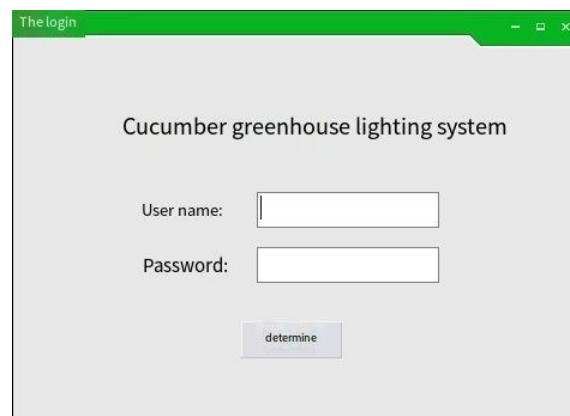 The login
Cucumber greenhouse lighting system
User name:
Password:
determine